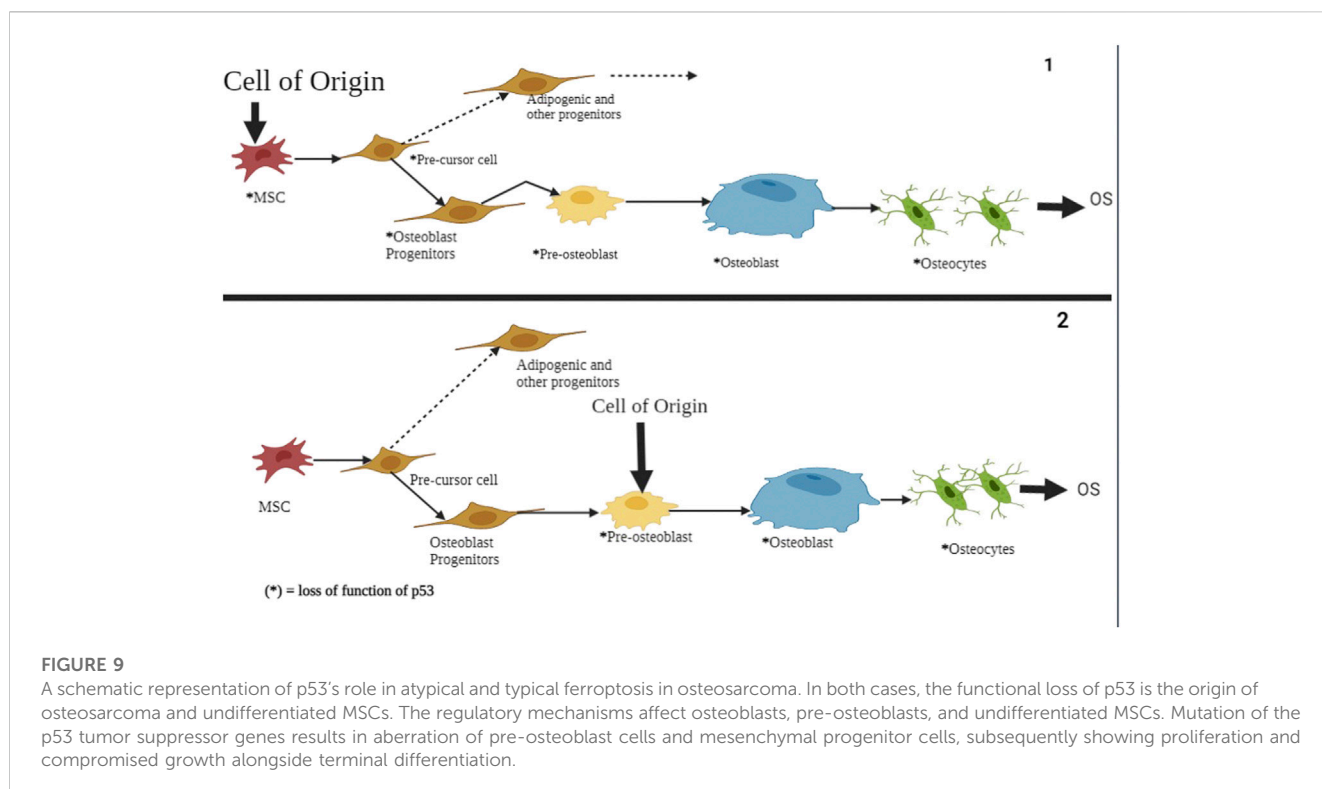 1
Cell of Origin
Adipogenic and
other progenitors
*Pre-cursor cell
*MSC
OS
*Osteoblast
Progenitors
*Pre-osteoblast
*Osteoblast
*Osteocytes
2
Adipogenic and
other progenitors
Cell of Origin
Pre-cursor cell
MSC
OS
Osteoblast
Progenitors
*Pre-osteoblast
*Osteoblast
*Osteocytes
(*) = loss of function of p53
FIGURE 9
A schematic representation of p53's role in atypical and typical ferroptosis in osteosarcoma. In both cases, the functional loss of p53 is the origin of
osteosarcoma and undifferentiated MSCs. The regulatory mechanisms affect osteoblasts, pre-osteoblasts, and undifferentiated MSCs. Mutation of the
p53 tumor suppressor genes results in aberration of pre-osteoblast cells and mesenchymal progenitor cells, subsequently showing proliferation and
compromised growth alongside terminal differentiation.